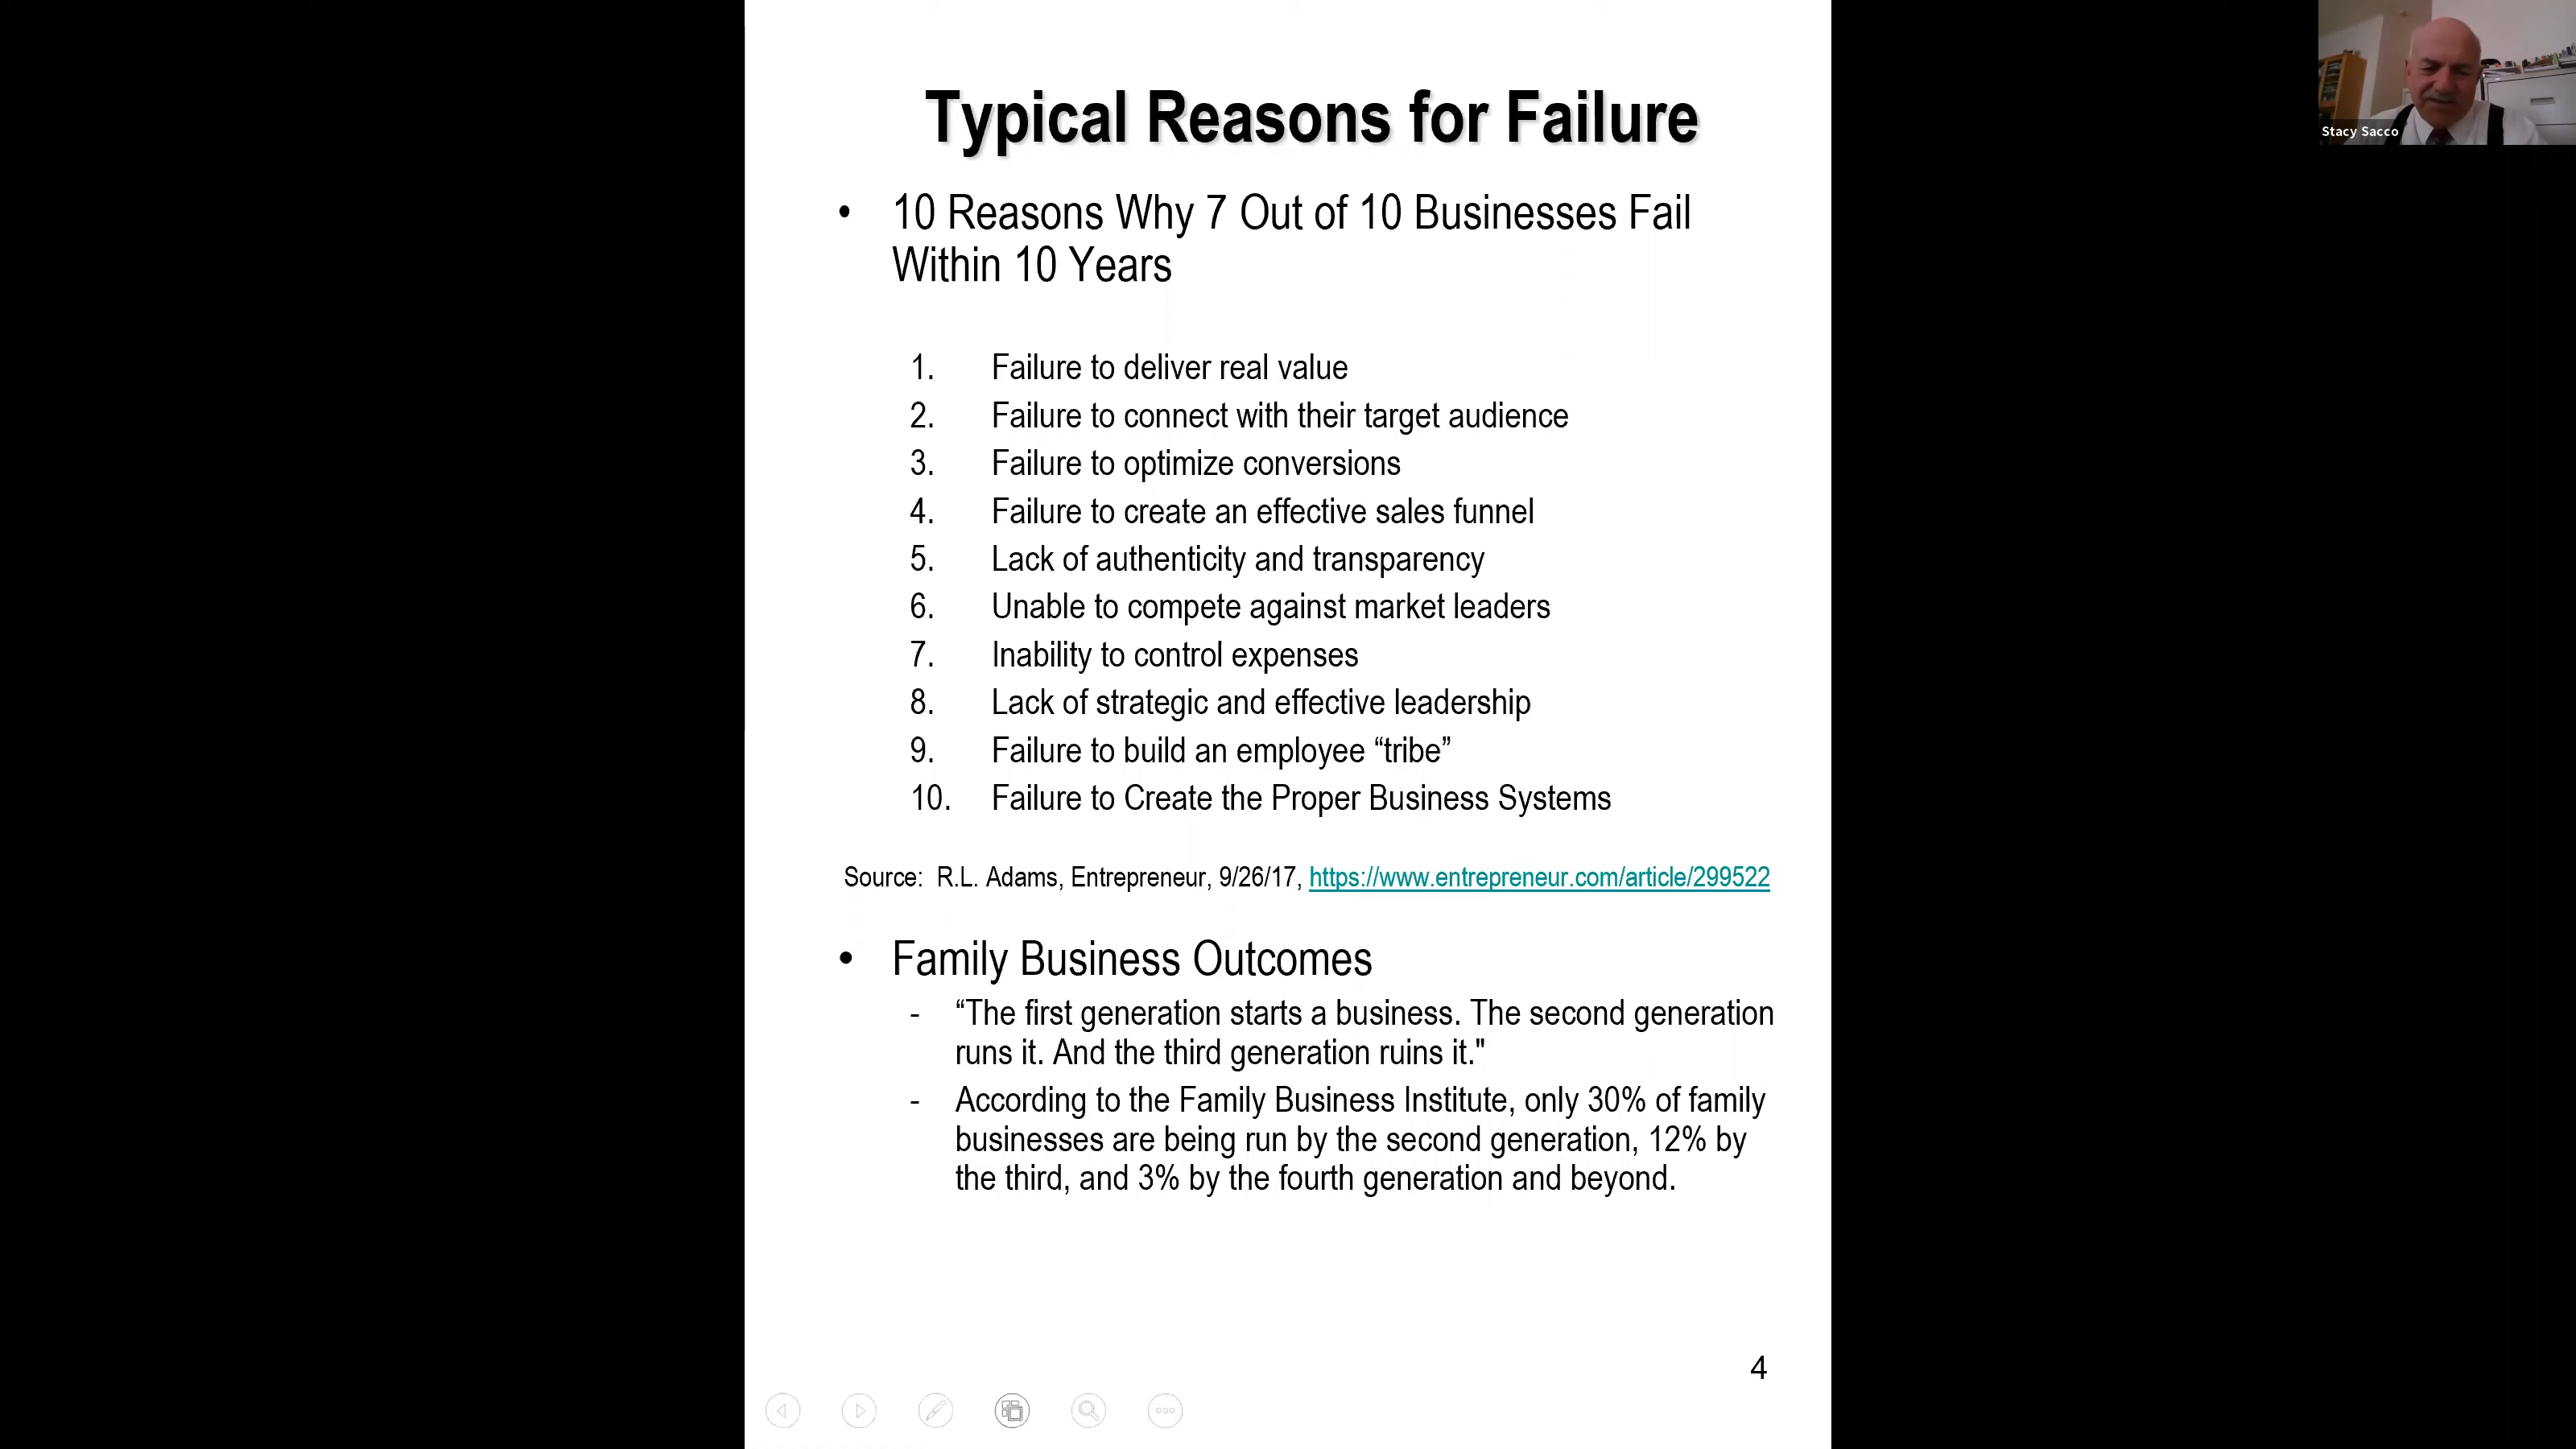 Typical Reasons for Failure
• 10 Reasons Why 7 Out of 10 Businesses Fail
Within 10 Years
1. Failure to deliver real value
2. Failure to connect with their target audience
3. Failure to optimize conversions
4. Failure to create an effective sales funnel
5. Lack of authenticity and transparency
6. Unable to compete against market leaders
7. Inability to control expenses
8. Lack of strategic and effective leadership
9. Failure to build an employee “tribe”
10. Failure to Create the Proper Business Systems
Source: R.L. Adams, Entrepreneur, 9/26/17, https://www.entrepreneur.com/article/299522
• Family Business Outcomes
- “The first generation starts a business. The second generation
runs it. And the third generation ruins it."
- According to the Family Business Institute, only 30% of family
businesses are being run by the second generation, 12% by
the third, and 3% by the fourth generation and beyond.
4
Stacy Sacco